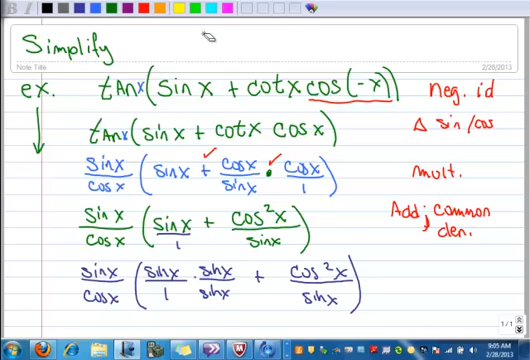 B I
Simplify
Note Title
2/28/2013
ex. tAnx(sinx + cotx cos(-x)) neg. id
tAnx(sinx + cotx cosx) Δ sin/cos
sinx/cosx (sinx + cosx/sinx · cosx/1) mult.
sinx/cosx (sinx/1 + cos²x/sinx) Add; common den.
sinx/cosx (sinx/1 · sinx/sinx + cos²x/sinx)
1/1
9:05 AM
2/28/2013